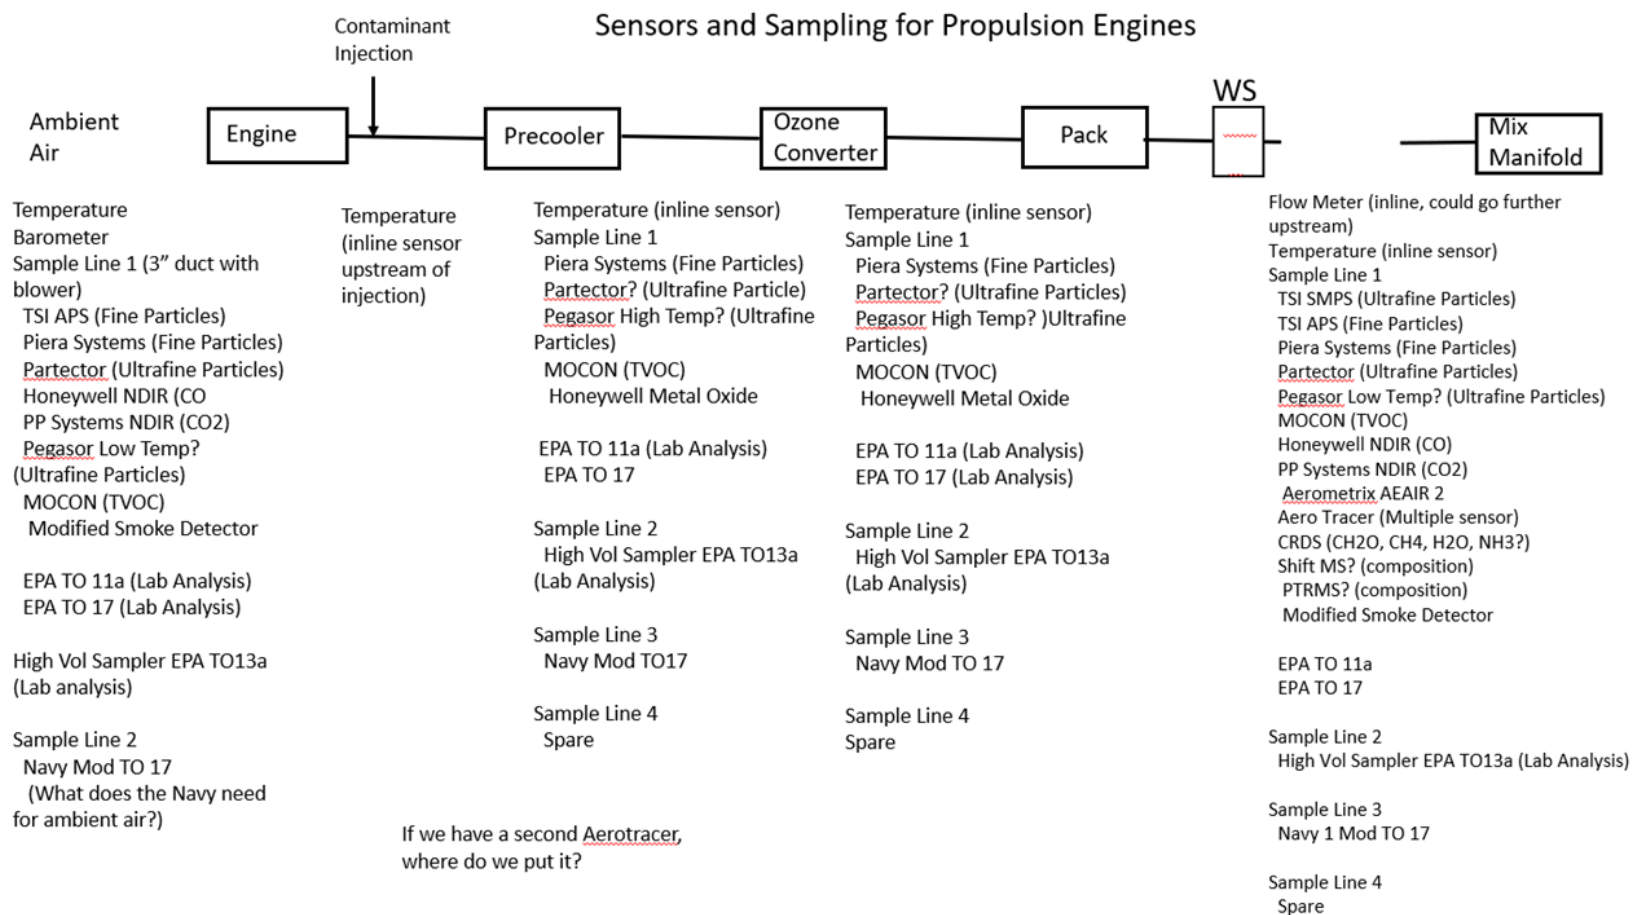 Sensors and Sampling for Propulsion Engines
Contaminant
Injection
Ambient
Air
Engine
Precooler
Ozone
Converter
Pack
WS
Mix
Manifold
Temperature
Barometer
Sample Line 1 (3” duct with
blower)
TSI APS (Fine Particles)
Piera Systems (Fine Particles)
Partector (Ultrafine Particles)
Honeywell NDIR (CO
PP Systems NDIR (CO2)
Pegasor Low Temp?
(Ultrafine Particles)
MOCON (TVOC)
Modified Smoke Detector
EPA TO 11a (Lab Analysis)
EPA TO 17 (Lab Analysis)
High Vol Sampler EPA TO13a
(Lab analysis)
Sample Line 2
Navy Mod TO 17
(What does the Navy need
for ambient air?)
Temperature
(inline sensor
upstream of
injection)
Temperature (inline sensor)
Sample Line 1
Piera Systems (Fine Particles)
Partector? (Ultrafine Particle)
Pegasor High Temp? (Ultrafine
Particles)
MOCON (TVOC)
Honeywell Metal Oxide
EPA TO 11a (Lab Analysis)
EPA TO 17
Sample Line 2
High Vol Sampler EPA TO13a
(Lab Analysis)
Sample Line 3
Navy Mod TO17
Sample Line 4
Spare
If we have a second Aerotracer,
where do we put it?
Temperature (inline sensor)
Sample Line 1
Piera Systems (Fine Particles)
Partector? (Ultrafine Particles)
Pegasor High Temp? )Ultrafine
Particles)
MOCON (TVOC)
Honeywell Metal Oxide
EPA TO 11a (Lab Analysis)
EPA TO 17 (Lab Analysis)
Sample Line 2
High Vol Sampler EPA TO13a
(Lab Analysis)
Sample Line 3
Navy Mod TO 17
Sample Line 4
Spare
Flow Meter (inline, could go further
upstream)
Temperature (inline sensor)
Sample Line 1
TSI SMPS (Ultrafine Particles)
TSI APS (Fine Particles)
Piera Systems (Fine Particles)
Partector (Ultrafine Particles)
Pegasor Low Temp? (Ultrafine Particles)
MOCON (TVOC)
Honeywell NDIR (CO)
PP Systems NDIR (CO2)
Aerometrix AEAIR 2
Aero Tracer (Multiple sensor)
CRDS (CH2O, CH4, H2O, NH3?)
Shift MS? (composition)
PTRMS? (composition)
Modified Smoke Detector
EPA TO 11a
EPA TO 17
Sample Line 2
High Vol Sampler EPA TO13a (Lab Analysis)
Sample Line 3
Navy 1 Mod TO 17
Sample Line 4
Spare